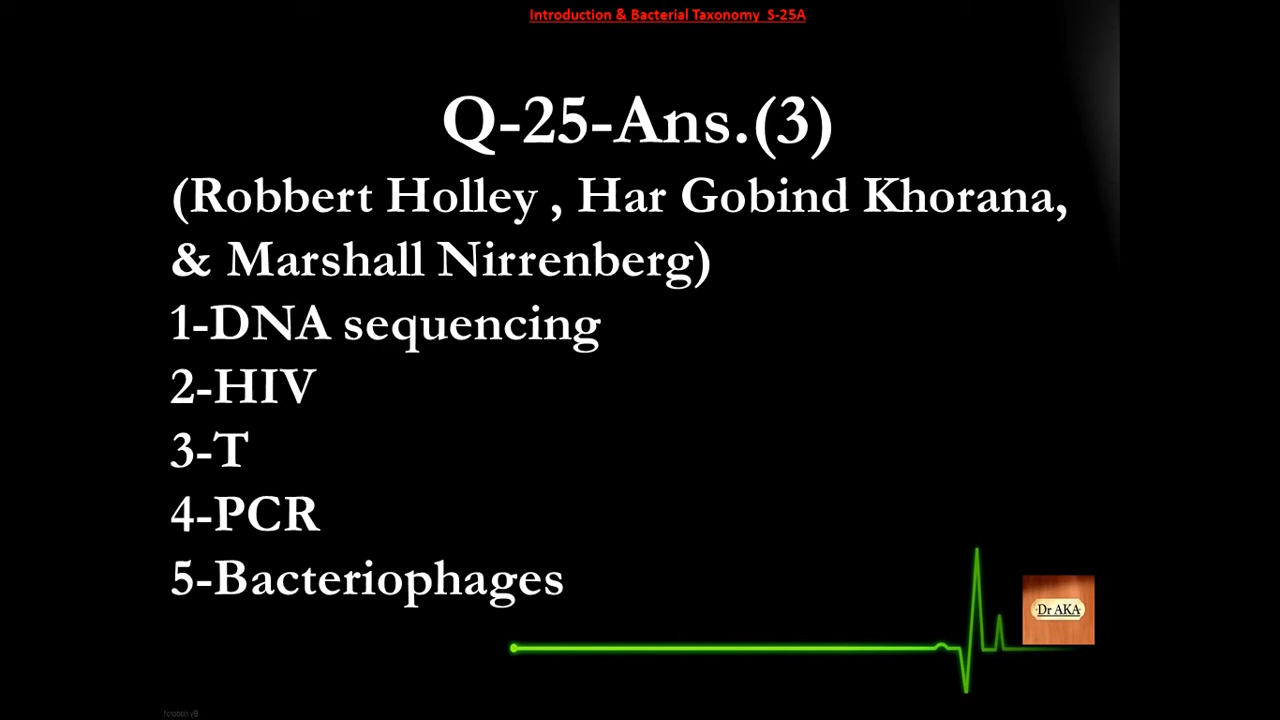 Introduction & Bacterial Taxonomy S-25A
Q-25-Ans.(3)
(Robbert Holley , Har Gobind Khorana,
& Marshall Nirrenberg)
1-DNA sequencing
2-HIV
3-T
4-PCR
5-Bacteriophages
Dr AKA